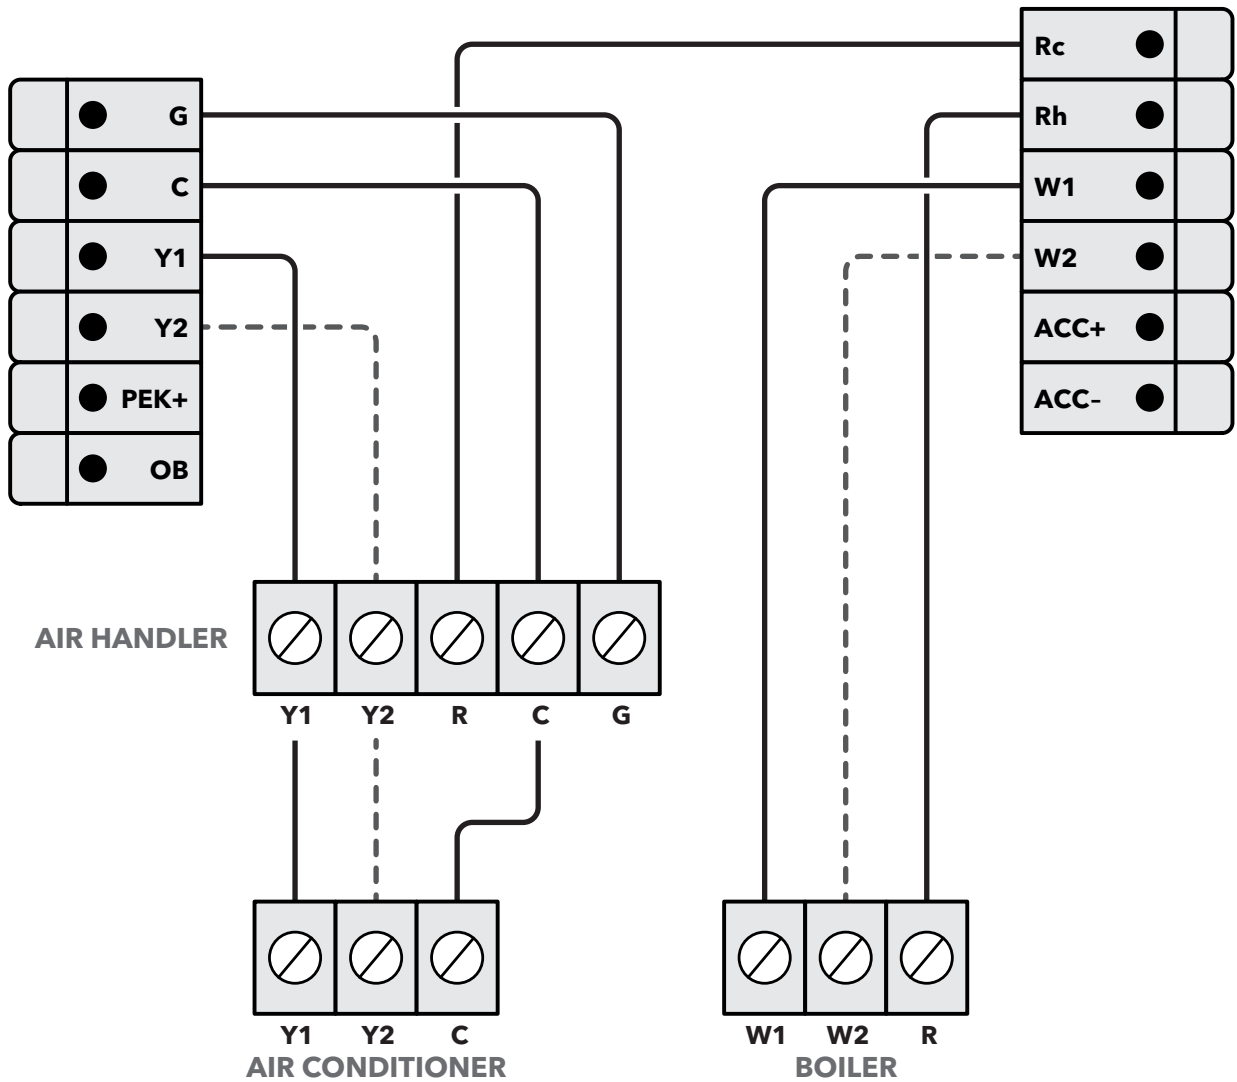 Rc
Rh
W1
W2
ACC+
ACC-
G
C
Y1
Y2
PEK+
OB
AIR HANDLER
Y1 Y2 R C G
Y1 Y2 C
AIR CONDITIONER
W1 W2 R
BOILER